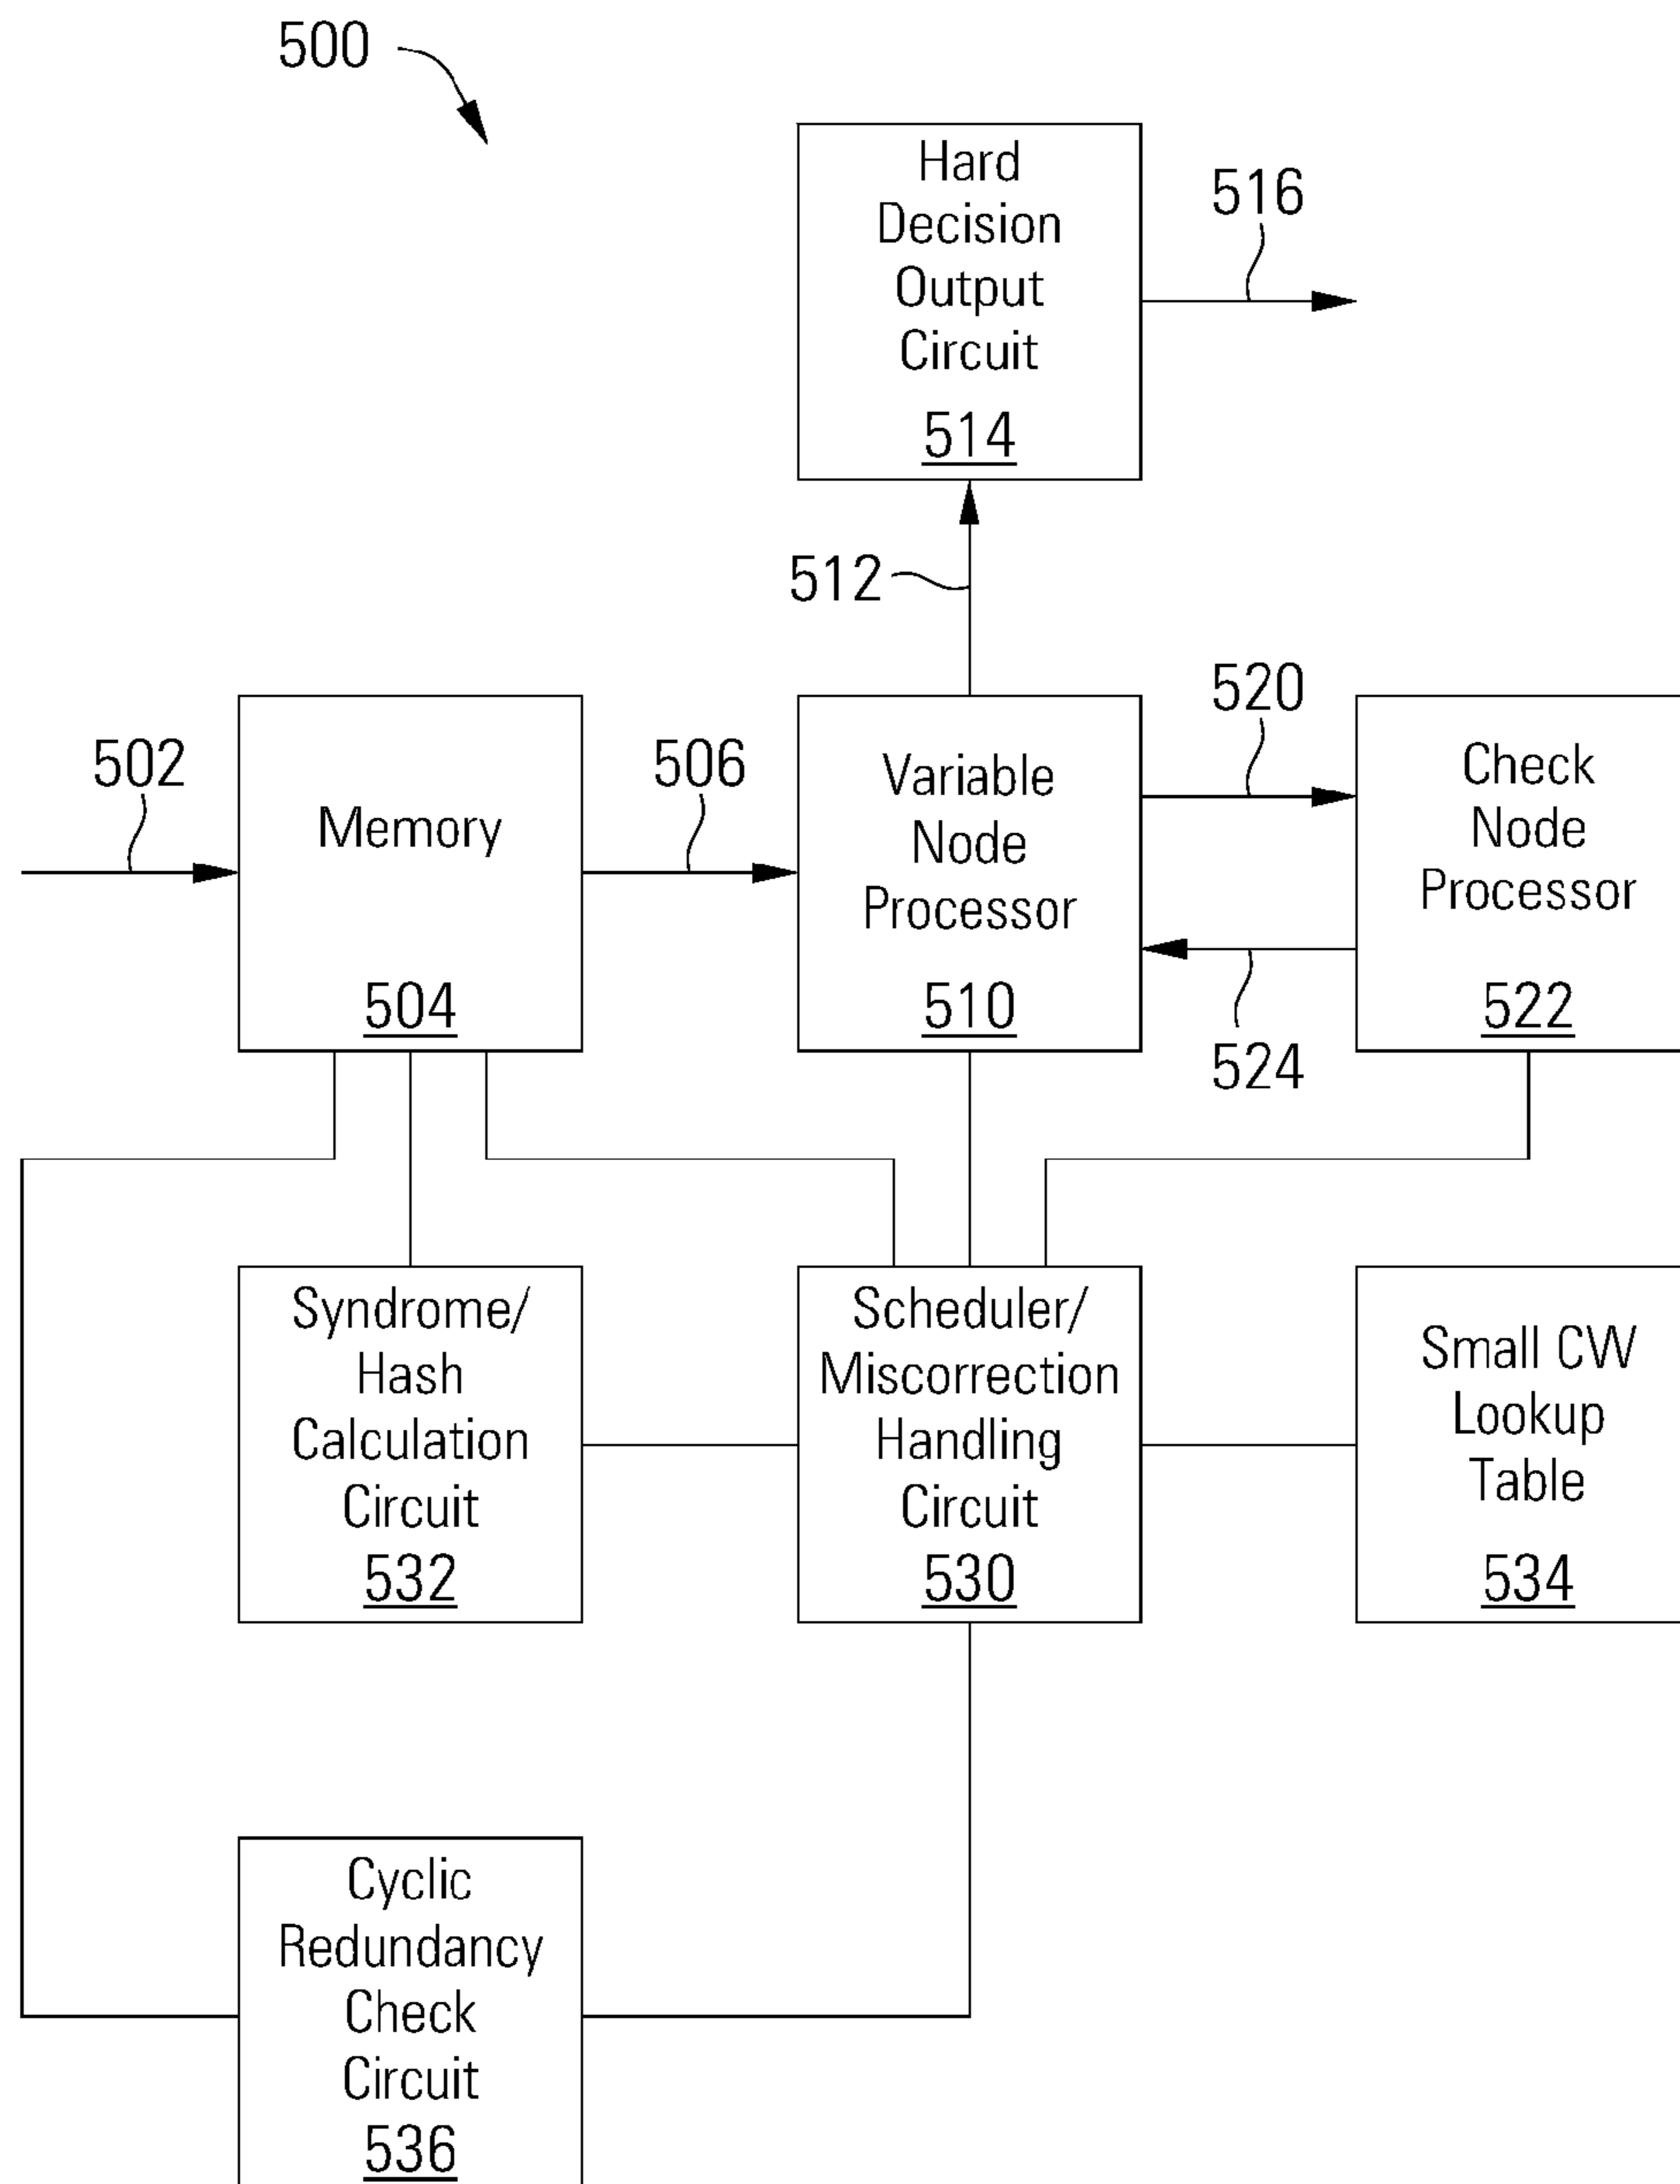 500
Hard
Decision
Output
Circuit
514
516
512
502
Memory
504
506
Variable
Node
Processor
510
520
524
Check
Node
Processor
522
Syndrome/
Hash
Calculation
Circuit
532
Scheduler/
Miscorrection
Handling
Circuit
530
Small CW
Lookup
Table
534
Cyclic
Redundancy
Check
Circuit
536